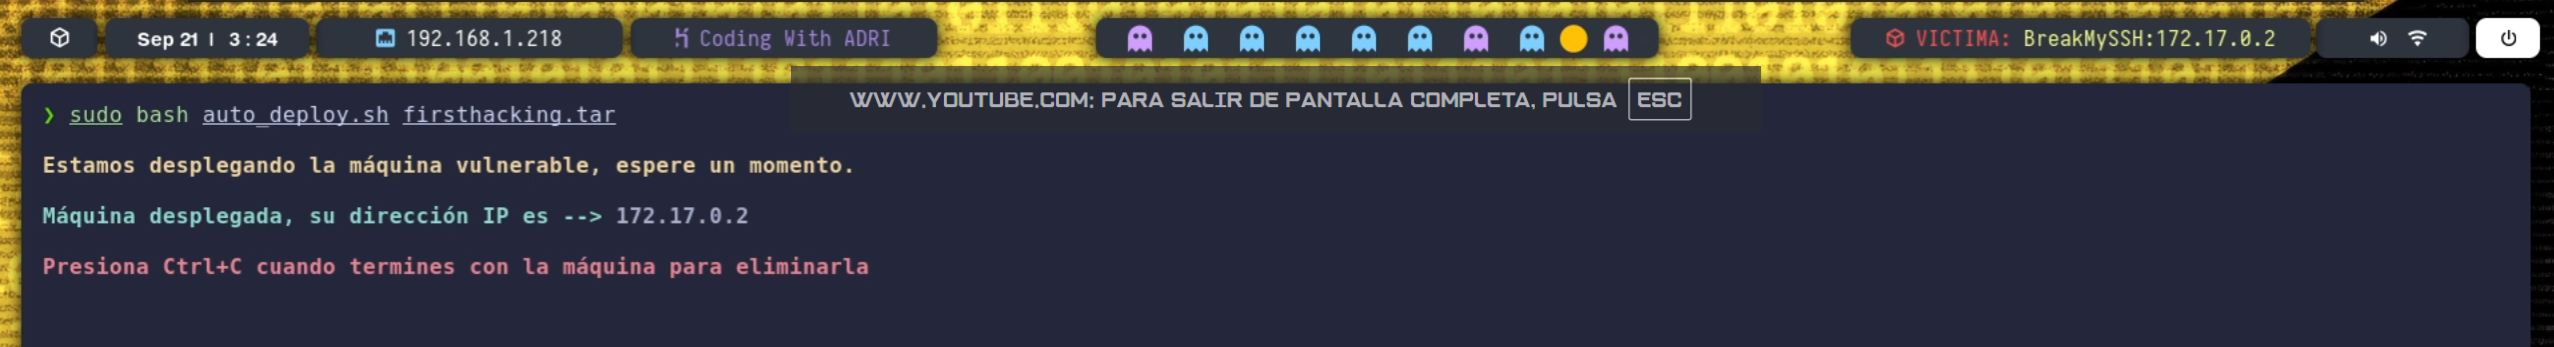 Sep 21 | 3:24
192.168.1.218
Coding With ADRI
VICTIMA: BreakMySSH:172.17.0.2
WWW.YOUTUBE.COM: PARA SALIR DE PANTALLA COMPLETA, PULSA ESC
❯ sudo bash auto_deploy.sh firsthacking.tar
Estamos desplegando la máquina vulnerable, espere un momento.
Máquina desplegada, su dirección IP es --> 172.17.0.2
Presiona Ctrl+C cuando termines con la máquina para eliminarla